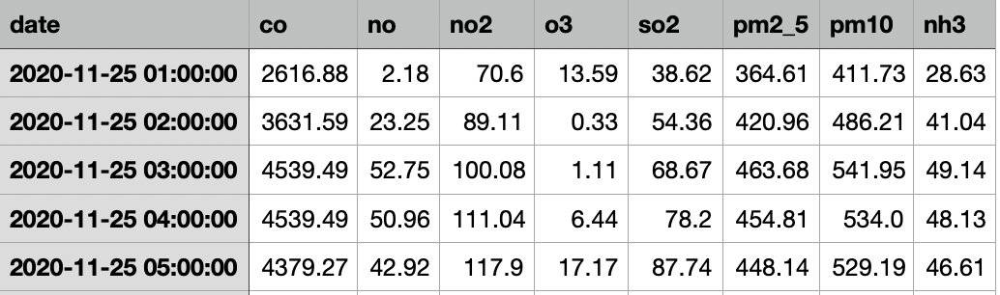 date co no no2 o3 so2 pm2_5 pm10 nh3
2020-11-25 01:00:00 2616.88 2.18 70.6 13.59 38.62 364.61 411.73 28.63
2020-11-25 02:00:00 3631.59 23.25 89.11 0.33 54.36 420.96 486.21 41.04
2020-11-25 03:00:00 4539.49 52.75 100.08 1.11 68.67 463.68 541.95 49.14
2020-11-25 04:00:00 4539.49 50.96 111.04 6.44 78.2 454.81 534.0 48.13
2020-11-25 05:00:00 4379.27 42.92 117.9 17.17 87.74 448.14 529.19 46.61